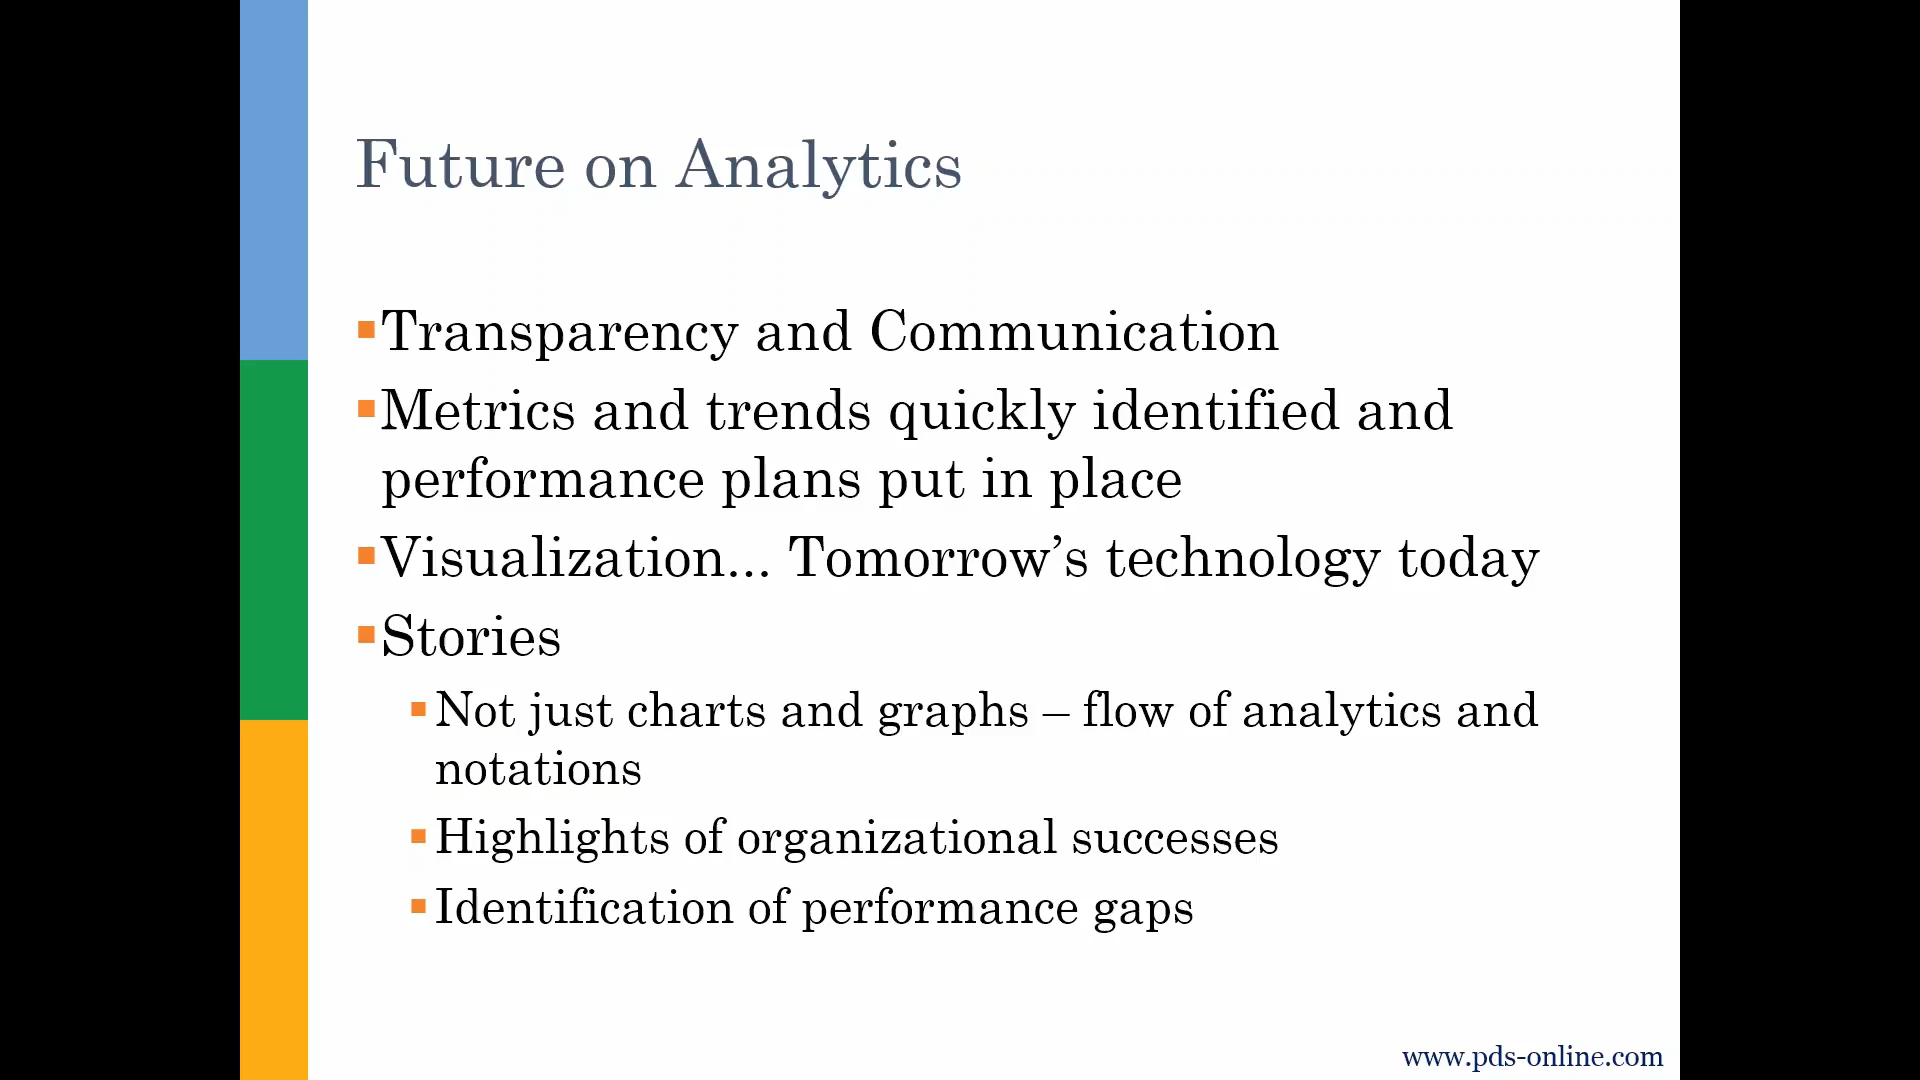 Future on Analytics
Transparency and Communication
Metrics and trends quickly identified and
performance plans put in place
Visualization... Tomorrow’s technology today
Stories
Not just charts and graphs – flow of analytics and
notations
Highlights of organizational successes
Identification of performance gaps
www.pds-online.com